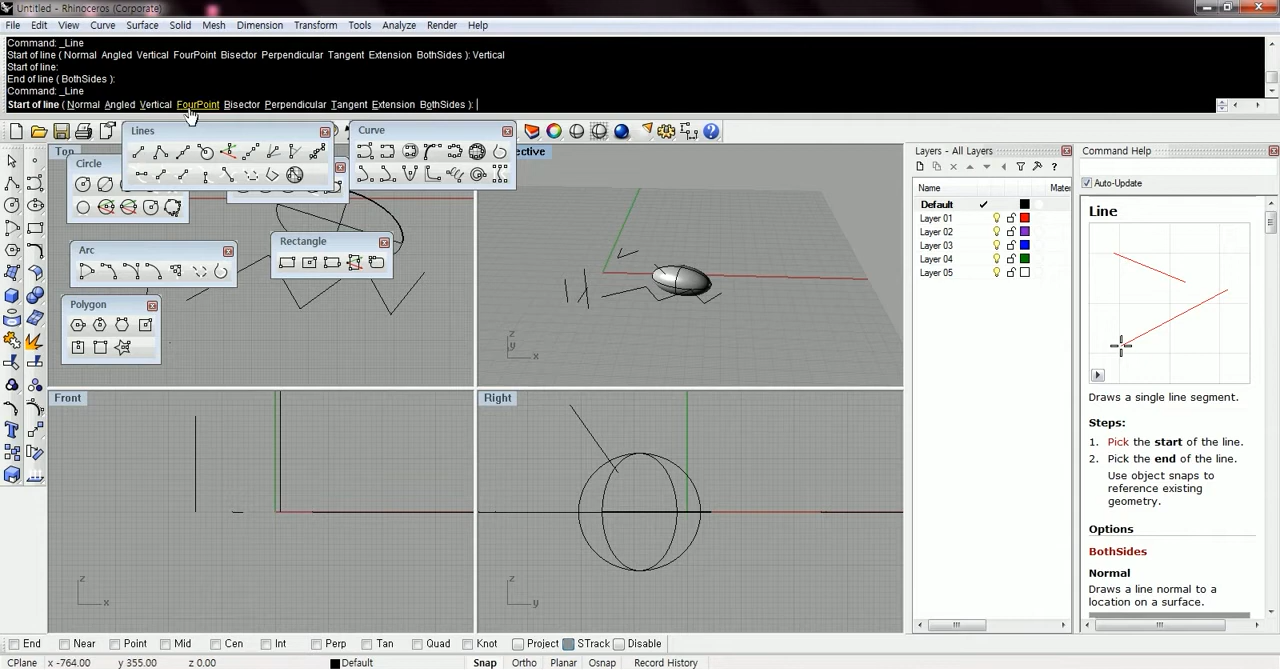 Untitled - Rhinoceros (Corporate)
File Edit View Curve Surface Solid Mesh Dimension Transform Tools Analyze Render Help
Command: _Line
Start of line ( Normal Angled Vertical FourPoint Bisector Perpendicular Tangent Extension BothSides ): Vertical
Start of line:
End of line ( BothSides ):
Command: _Line
Start of line ( Normal Angled Vertical FourPoint Bisector Perpendicular Tangent Extension BothSides ):
Lines
Curve
Top
Circle
Arc
Rectangle
Polygon
z
y
x
Front
z
x
Right
z
y
Layers - All Layers
Name
Default
Layer 01
Layer 02
Layer 03
Layer 04
Layer 05
Command Help
Auto-Update
Line
Draws a single line segment.
Steps:
1. Pick the start of the line.
2. Pick the end of the line.
Use object snaps to
reference existing
geometry.
Options
BothSides
Normal
Draws a line normal to a
location on a surface.
End Near Point Mid Cen Int Perp Tan Quad Knot Project STrack Disable
CPlane x -764.00 y 355.00 z 0.00 Default Snap Ortho Planar Osnap Record History